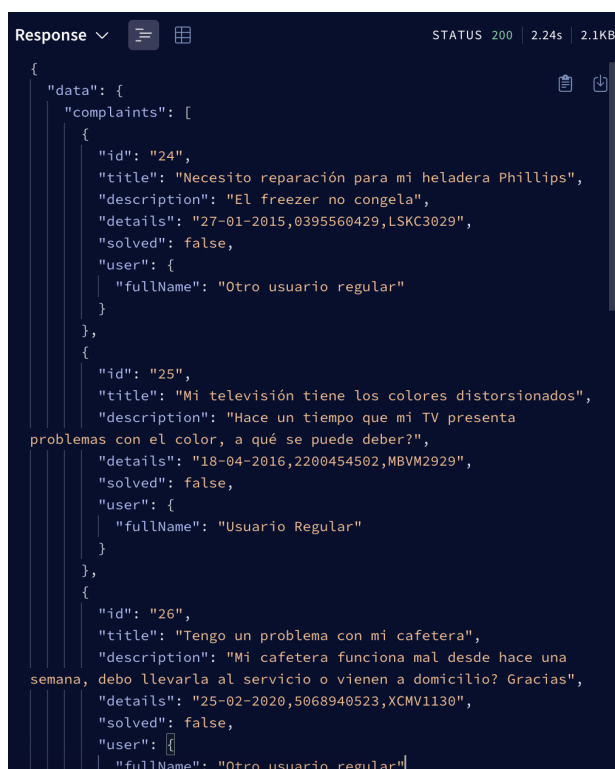 Response
STATUS 200 2.24s 2.1KB
{
"data": {
"complaints": [
{
"id": "24",
"title": "Necesito reparación para mi heladera Phillips",
"description": "El freezer no congela",
"details": "27-01-2015,0395560429,LSKC3029",
"solved": false,
"user": {
"fullName": "Otro usuario regular"
}
},
{
"id": "25",
"title": "Mi televisión tiene los colores distorsionados",
"description": "Hace un tiempo que mi TV presenta
problemas con el color, a qué se puede deber?",
"details": "18-04-2016,2200454502,MBVM2929",
"solved": false,
"user": {
"fullName": "Usuario Regular"
}
},
{
"id": "26",
"title": "Tengo un problema con mi cafetera",
"description": "Mi cafetera funciona mal desde hace una
semana, debo llevarla al servicio o vienen a domicilio? Gracias",
"details": "25-02-2020,5068940523,XCMV1130",
"solved": false,
"user": {
"fullName": "Otro usuario regular"